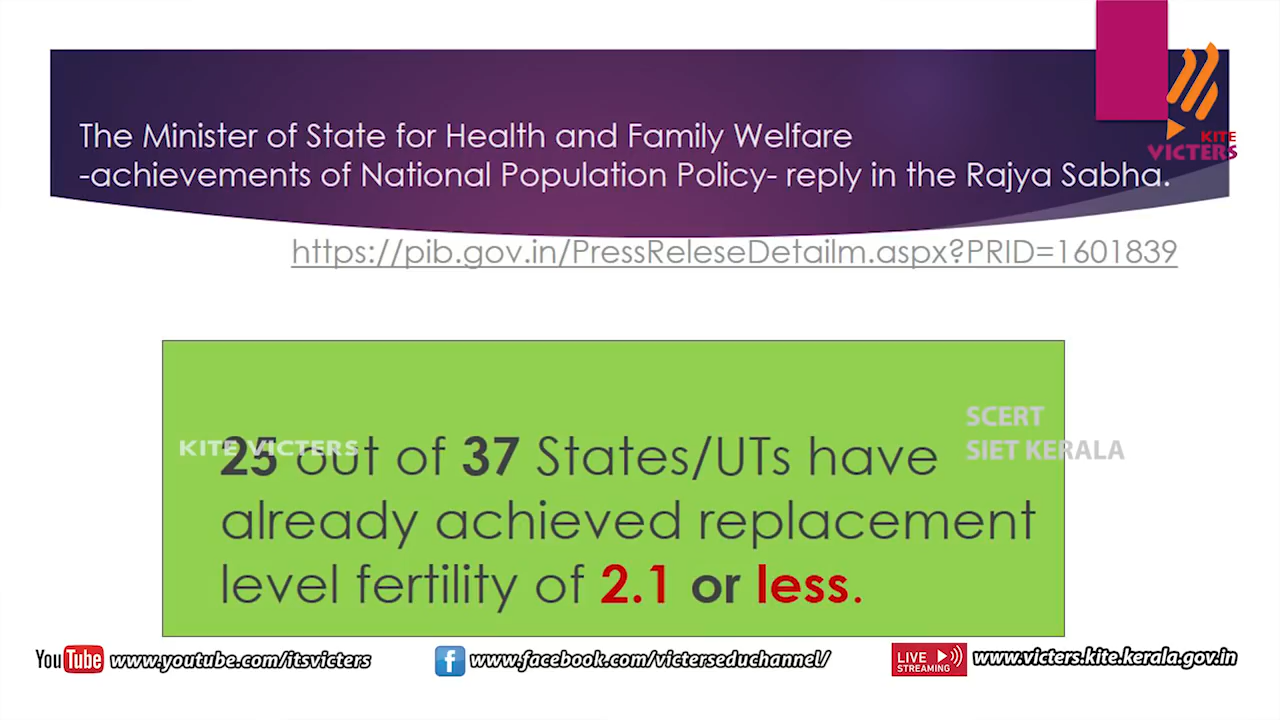 The Minister of State for Health and Family Welfare
-achievements of National Population Policy- reply in the Rajya Sabha.
KITE
VICTERS
https://pib.gov.in/PressReleseDetailm.aspx?PRID=1601839
SCERT
SIET KERALA
KITE VICTERS
25 out of 37 States/UTs have
already achieved replacement
level fertility of 2.1 or less.
YouTube www.youtube.com/itsvicters
f www.facebook.com/victerseduchannel/
LIVE
STREAMING
www.victers.kite.kerala.gov.in